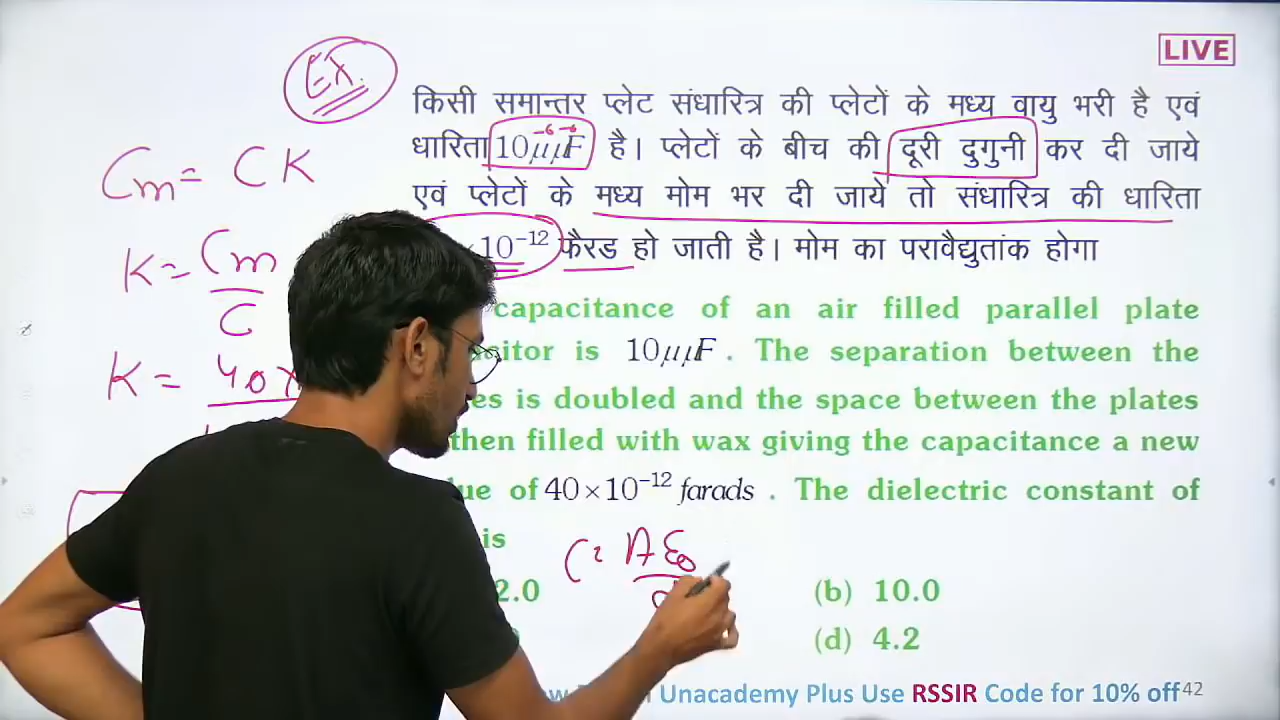 LIVE
Ex.
किसी समान्तर प्लेट संधारित्र की प्लेटों के मध्य वायु भरी है एवं
धारिता 10μμF है। प्लेटों के बीच की दूरी दुगुनी कर दी जाये
-6 -6
एवं प्लेटों के मध्य मोम भर दी जाये तो संधारित्र की धारिता
×10⁻¹² फैरड हो जाती है। मोम का परावैद्युतांक होगा
Cm = CK
K = Cm/C
K = 40×
capacitance of an air filled parallel plate
sitor is 10μμF. The separation between the
es is doubled and the space between the plates
then filled with wax giving the capacitance a new
ue of 40×10⁻¹² farads. The dielectric constant of
is
C = Aε₀
2.0
(b) 10.0
(d) 4.2
Unacademy Plus Use RSSIR Code for 10% off
42